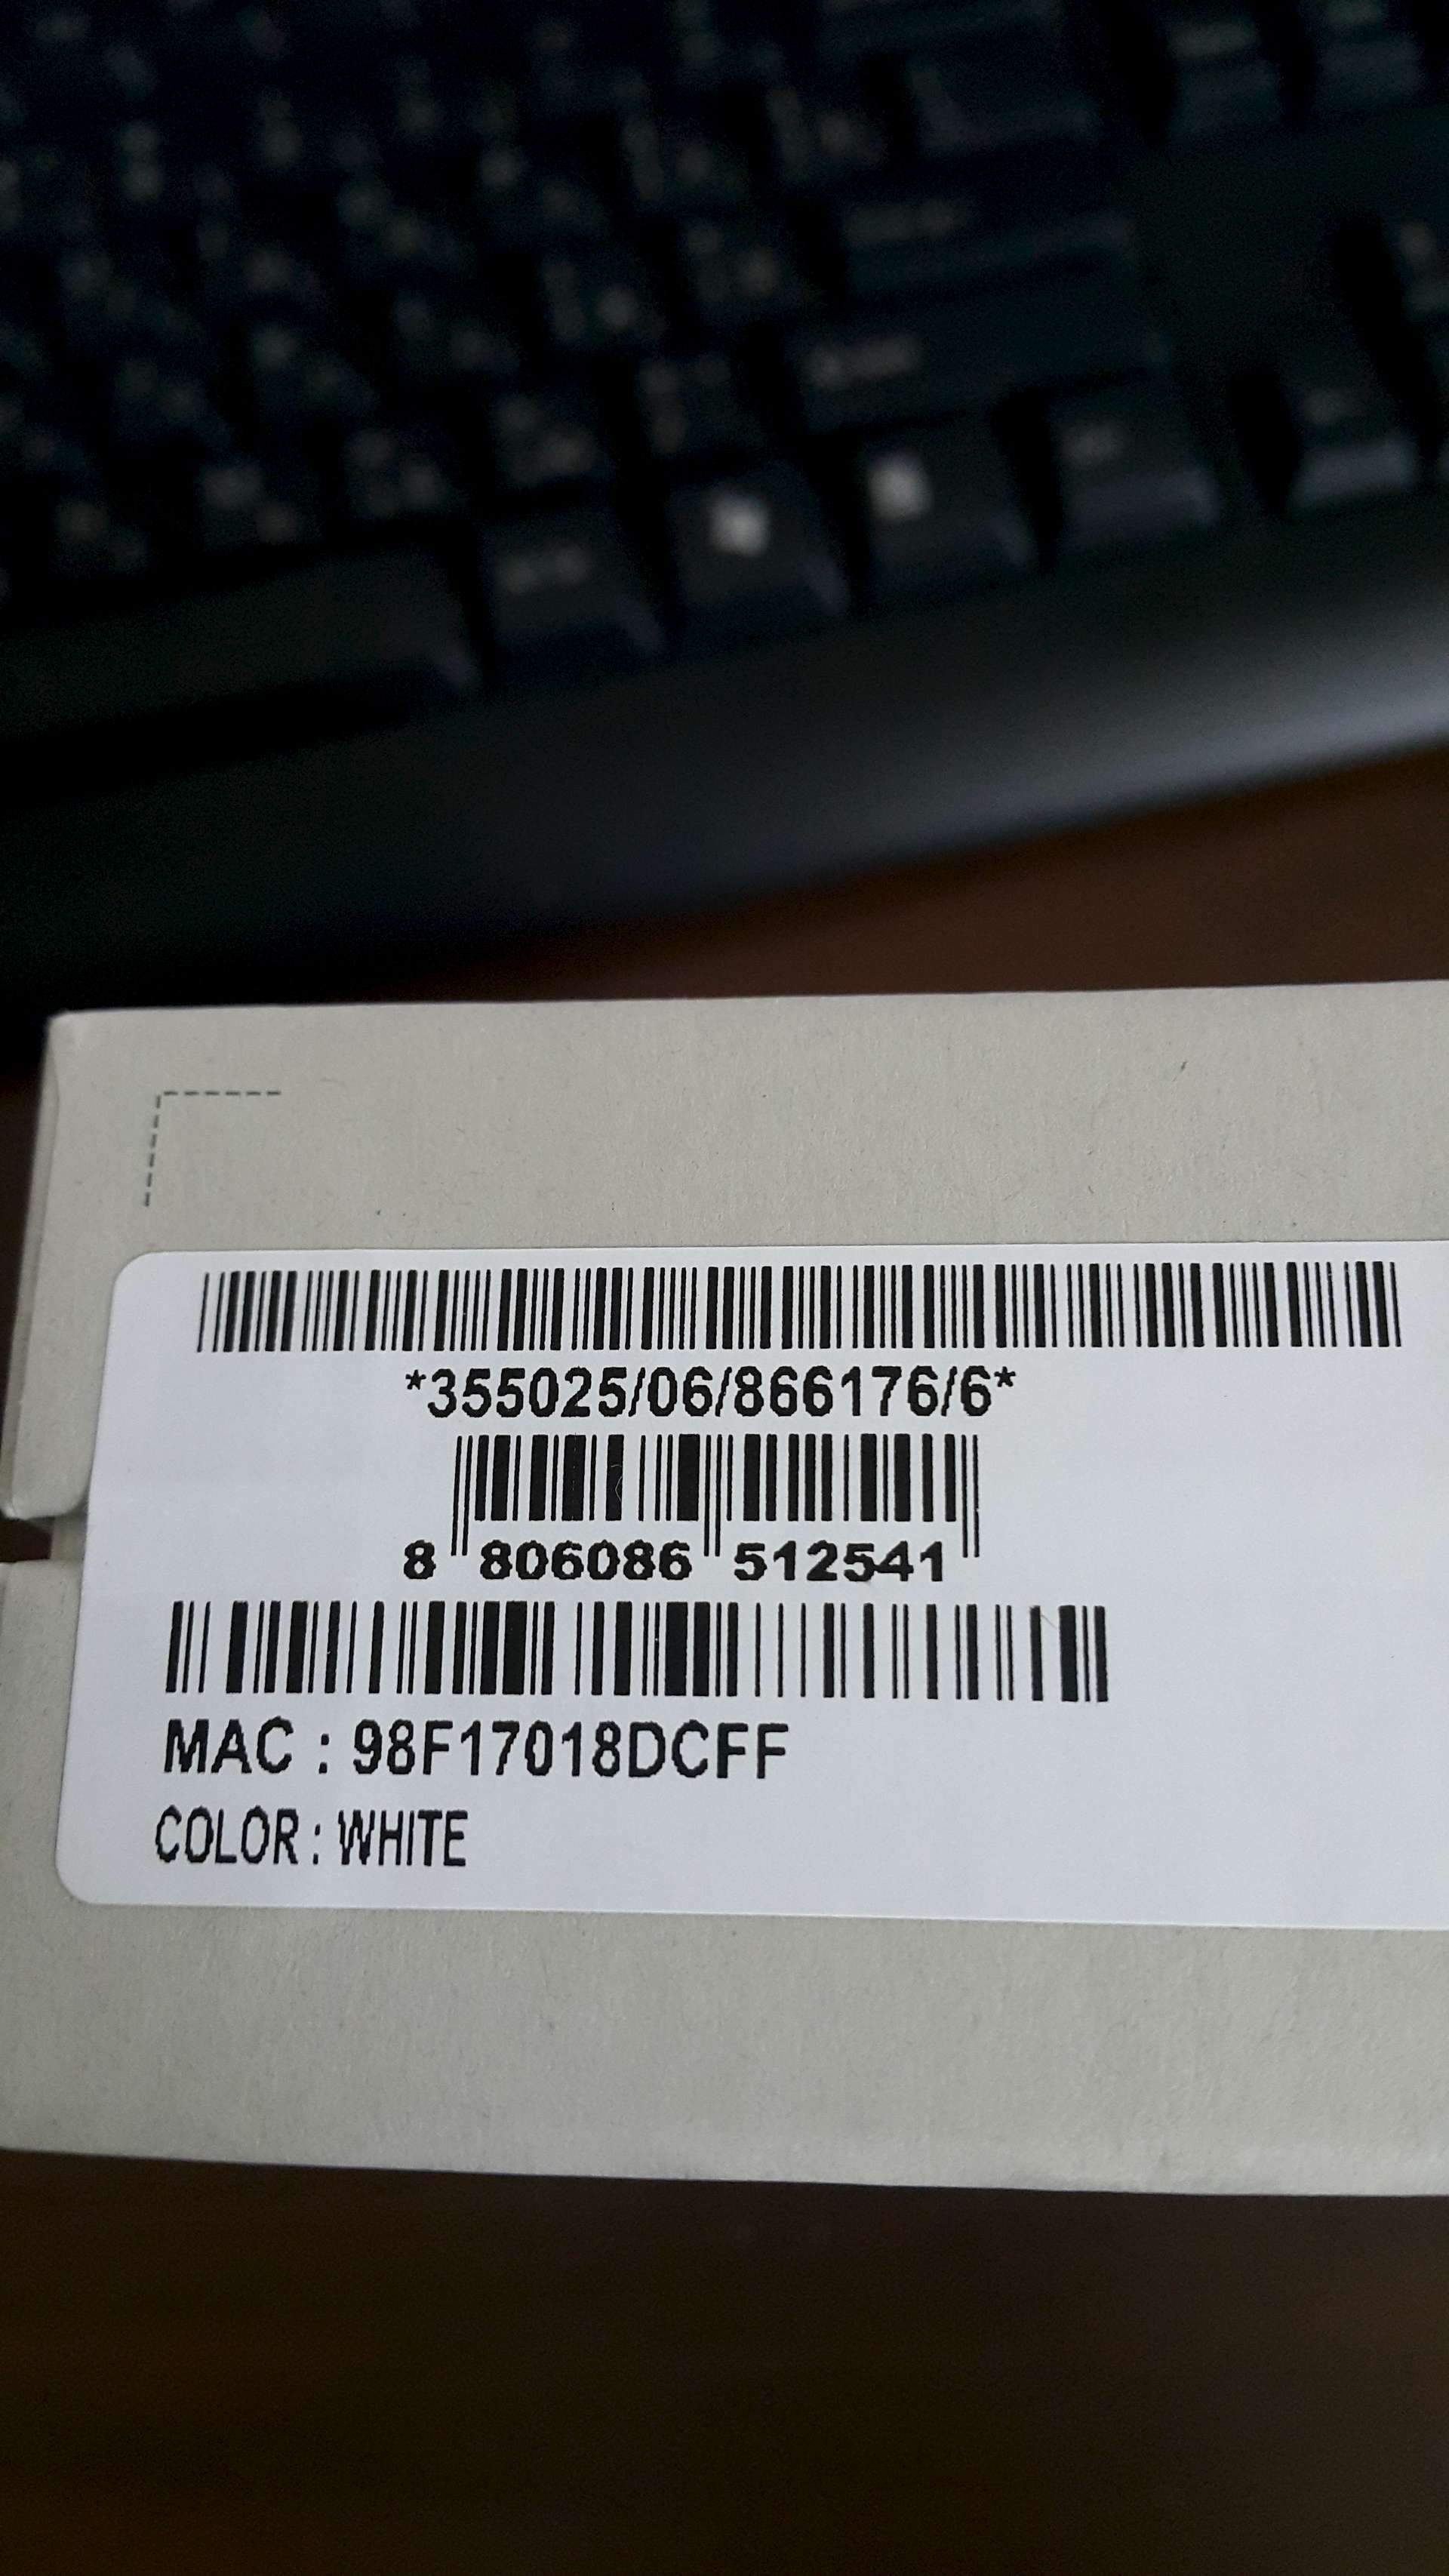 *355025/06/866176/6*
8 806086 512541
MAC : 98F17018DCFF
COLOR : WHITE